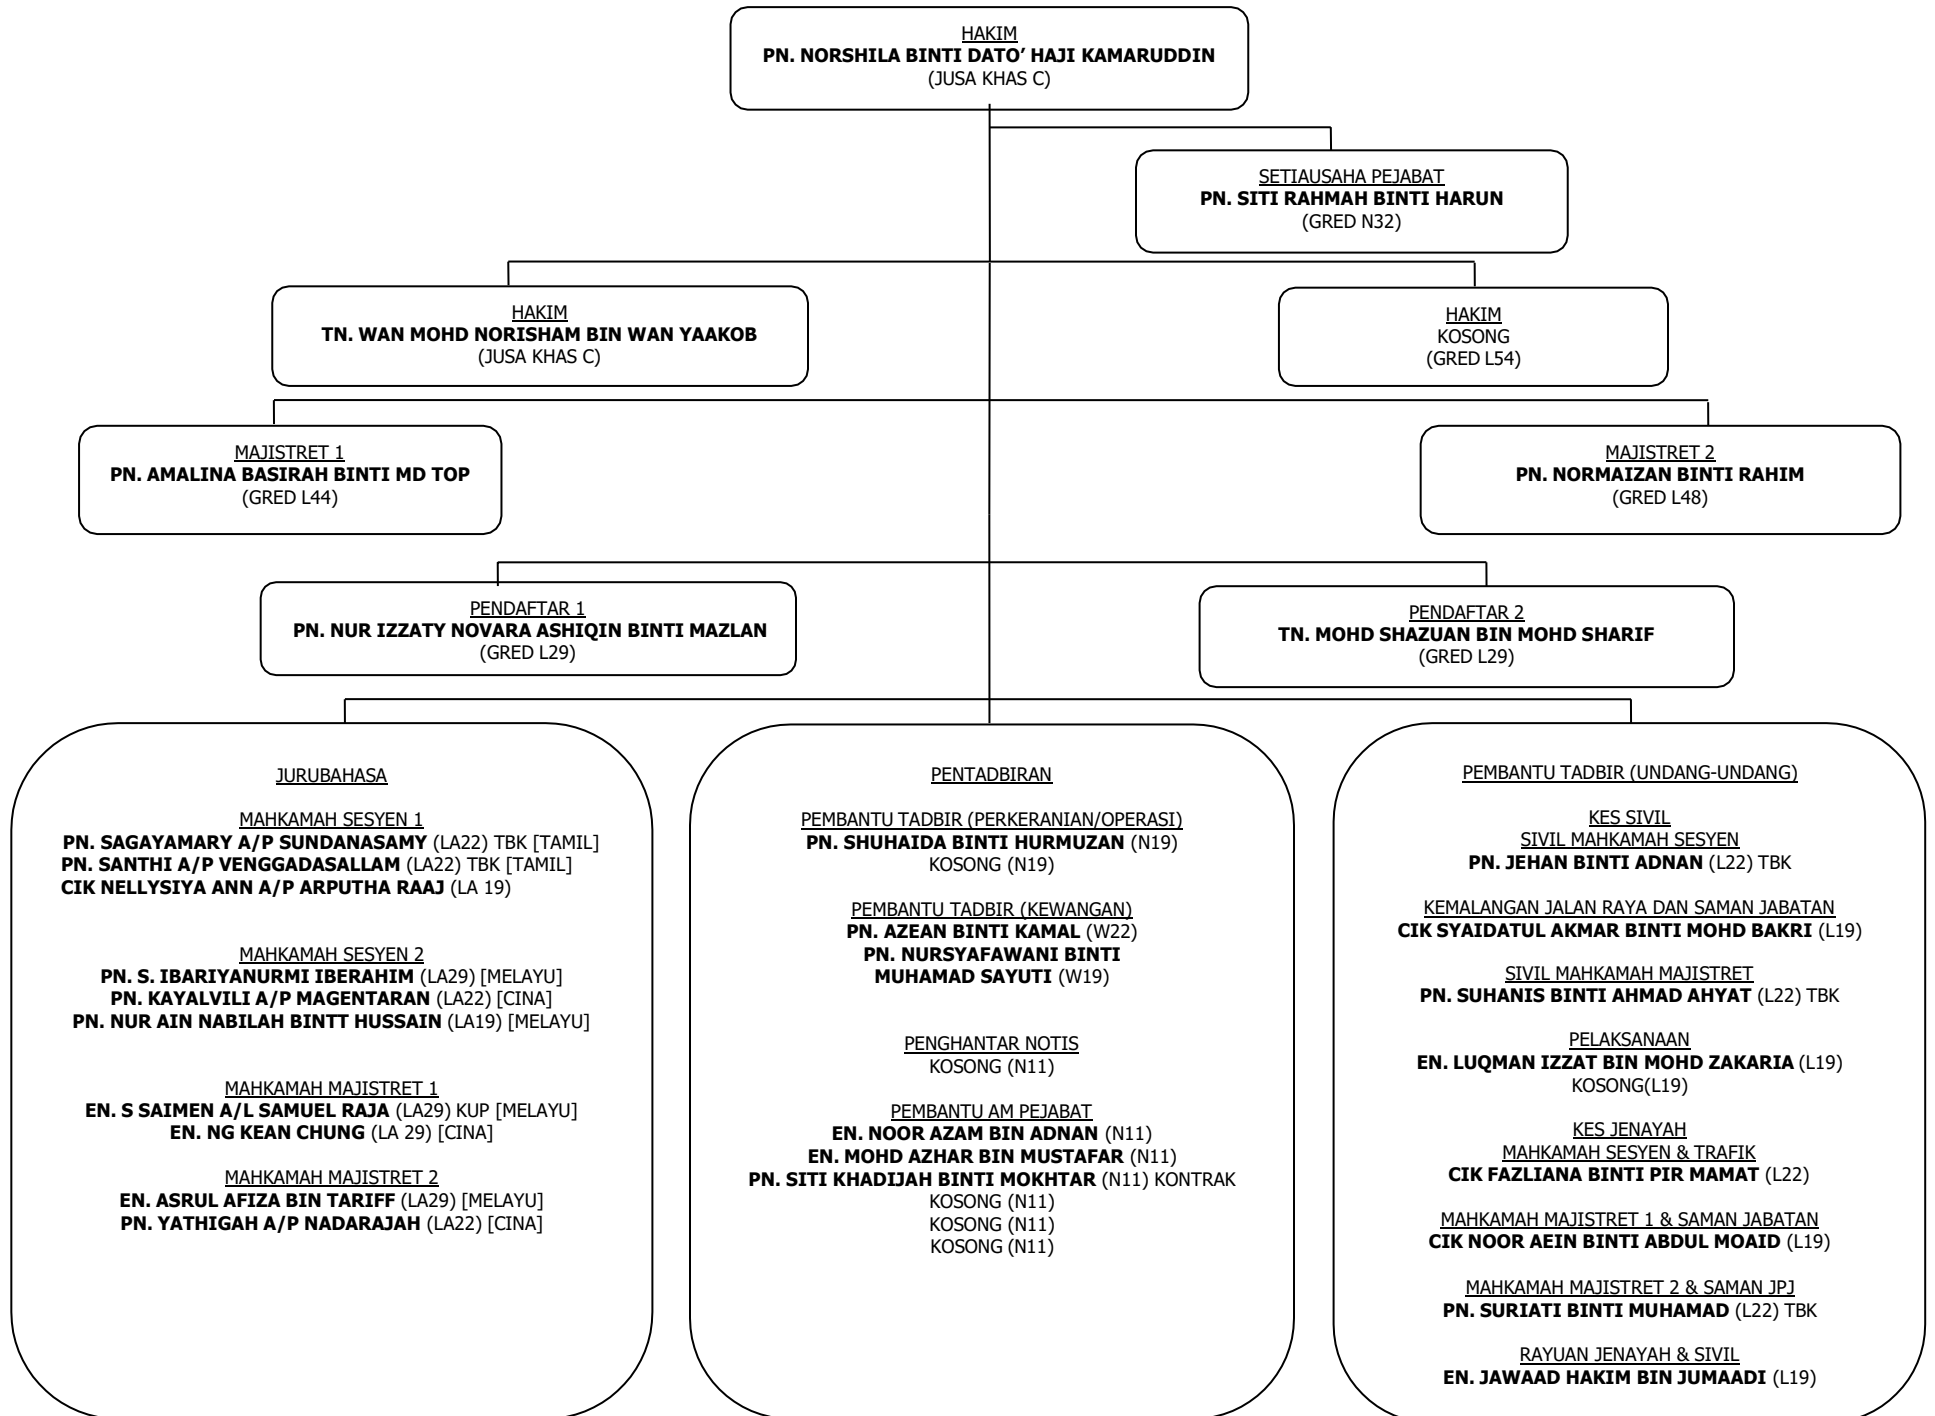 HAKIM
PN. NORSHILA BINTI DATO’ HAJI KAMARUDDIN
(JUSA KHAS C)
SETIAUSAHA PEJABAT
PN. SITI RAHMAH BINTI HARUN
(GRED N32)
HAKIM
TN. WAN MOHD NORISHAM BIN WAN YAAKOB
(JUSA KHAS C)
HAKIM
KOSONG
(GRED L54)
MAJISTRET 1
PN. AMALINA BASIRAH BINTI MD TOP
(GRED L44)
MAJISTRET 2
PN. NORMAIZAN BINTI RAHIM
(GRED L48)
PENDAFTAR 1
PN. NUR IZZATY NOVARA ASHIQIN BINTI MAZLAN
(GRED L29)
PENDAFTAR 2
TN. MOHD SHAZUAN BIN MOHD SHARIF
(GRED L29)
JURUBAHASA
MAHKAMAH SESYEN 1
PN. SAGAYAMARY A/P SUNDANASAMY (LA22) TBK [TAMIL]
PN. SANTHI A/P VENGGADASALLAM (LA22) TBK [TAMIL]
CIK NELLYSIYA ANN A/P ARPUTHA RAAJ (LA 19)
MAHKAMAH SESYEN 2
PN. S. IBARIYANURMI IBERAHIM (LA29) [MELAYU]
PN. KAYALVILI A/P MAGENTARAN (LA22) [CINA]
PN. NUR AIN NABILAH BINTT HUSSAIN (LA19) [MELAYU]
MAHKAMAH MAJISTRET 1
EN. S SAIMEN A/L SAMUEL RAJA (LA29) KUP [MELAYU]
EN. NG KEAN CHUNG (LA 29) [CINA]
MAHKAMAH MAJISTRET 2
EN. ASRUL AFIZA BIN TARIFF (LA29) [MELAYU]
PN. YATHIGAH A/P NADARAJAH (LA22) [CINA]
PENTADBIRAN
PEMBANTU TADBIR (PERKERANIAN/OPERASI)
PN. SHUHAIDA BINTI HURMUZAN (N19)
KOSONG (N19)
PEMBANTU TADBIR (KEWANGAN)
PN. AZEAN BINTI KAMAL (W22)
PN. NURSYAFAWANI BINTI
MUHAMAD SAYUTI (W19)
PENGHANTAR NOTIS
KOSONG (N11)
PEMBANTU AM PEJABAT
EN. NOOR AZAM BIN ADNAN (N11)
EN. MOHD AZHAR BIN MUSTAFAR (N11)
PN. SITI KHADIJAH BINTI MOKHTAR (N11) KONTRAK
KOSONG (N11)
KOSONG (N11)
KOSONG (N11)
PEMBANTU TADBIR (UNDANG-UNDANG)
KES SIVIL
SIVIL MAHKAMAH SESYEN
PN. JEHAN BINTI ADNAN (L22) TBK
KEMALANGAN JALAN RAYA DAN SAMAN JABATAN
CIK SYAIDATUL AKMAR BINTI MOHD BAKRI (L19)
SIVIL MAHKAMAH MAJISTRET
PN. SUHANIS BINTI AHMAD AHYAT (L22) TBK
PELAKSANAAN
EN. LUQMAN IZZAT BIN MOHD ZAKARIA (L19)
KOSONG(L19)
KES JENAYAH
MAHKAMAH SESYEN & TRAFIK
CIK FAZLIANA BINTI PIR MAMAT (L22)
MAHKAMAH MAJISTRET 1 & SAMAN JABATAN
CIK NOOR AEIN BINTI ABDUL MOAID (L19)
MAHKAMAH MAJISTRET 2 & SAMAN JPJ
PN. SURIATI BINTI MUHAMAD (L22) TBK
RAYUAN JENAYAH & SIVIL
EN. JAWAAD HAKIM BIN JUMAADI (L19)